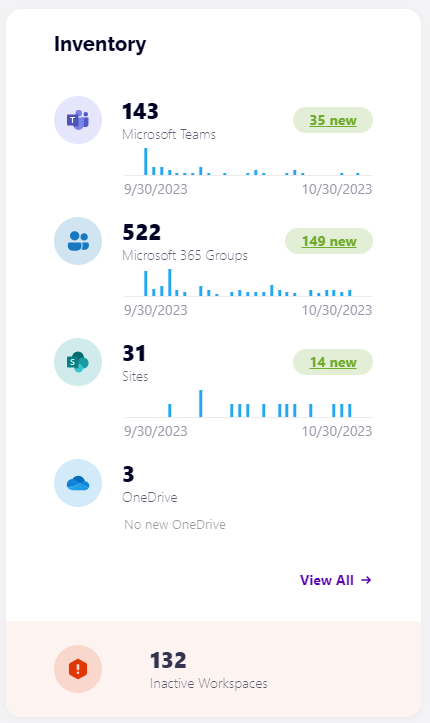 Inventory
143
35 new
Microsoft Teams
9/30/2023 10/30/2023
522
149 new
Microsoft 365 Groups
9/30/2023 10/30/2023
31
14 new
Sites
9/30/2023 10/30/2023
3
OneDrive
No new OneDrive
View All →
132
Inactive Workspaces